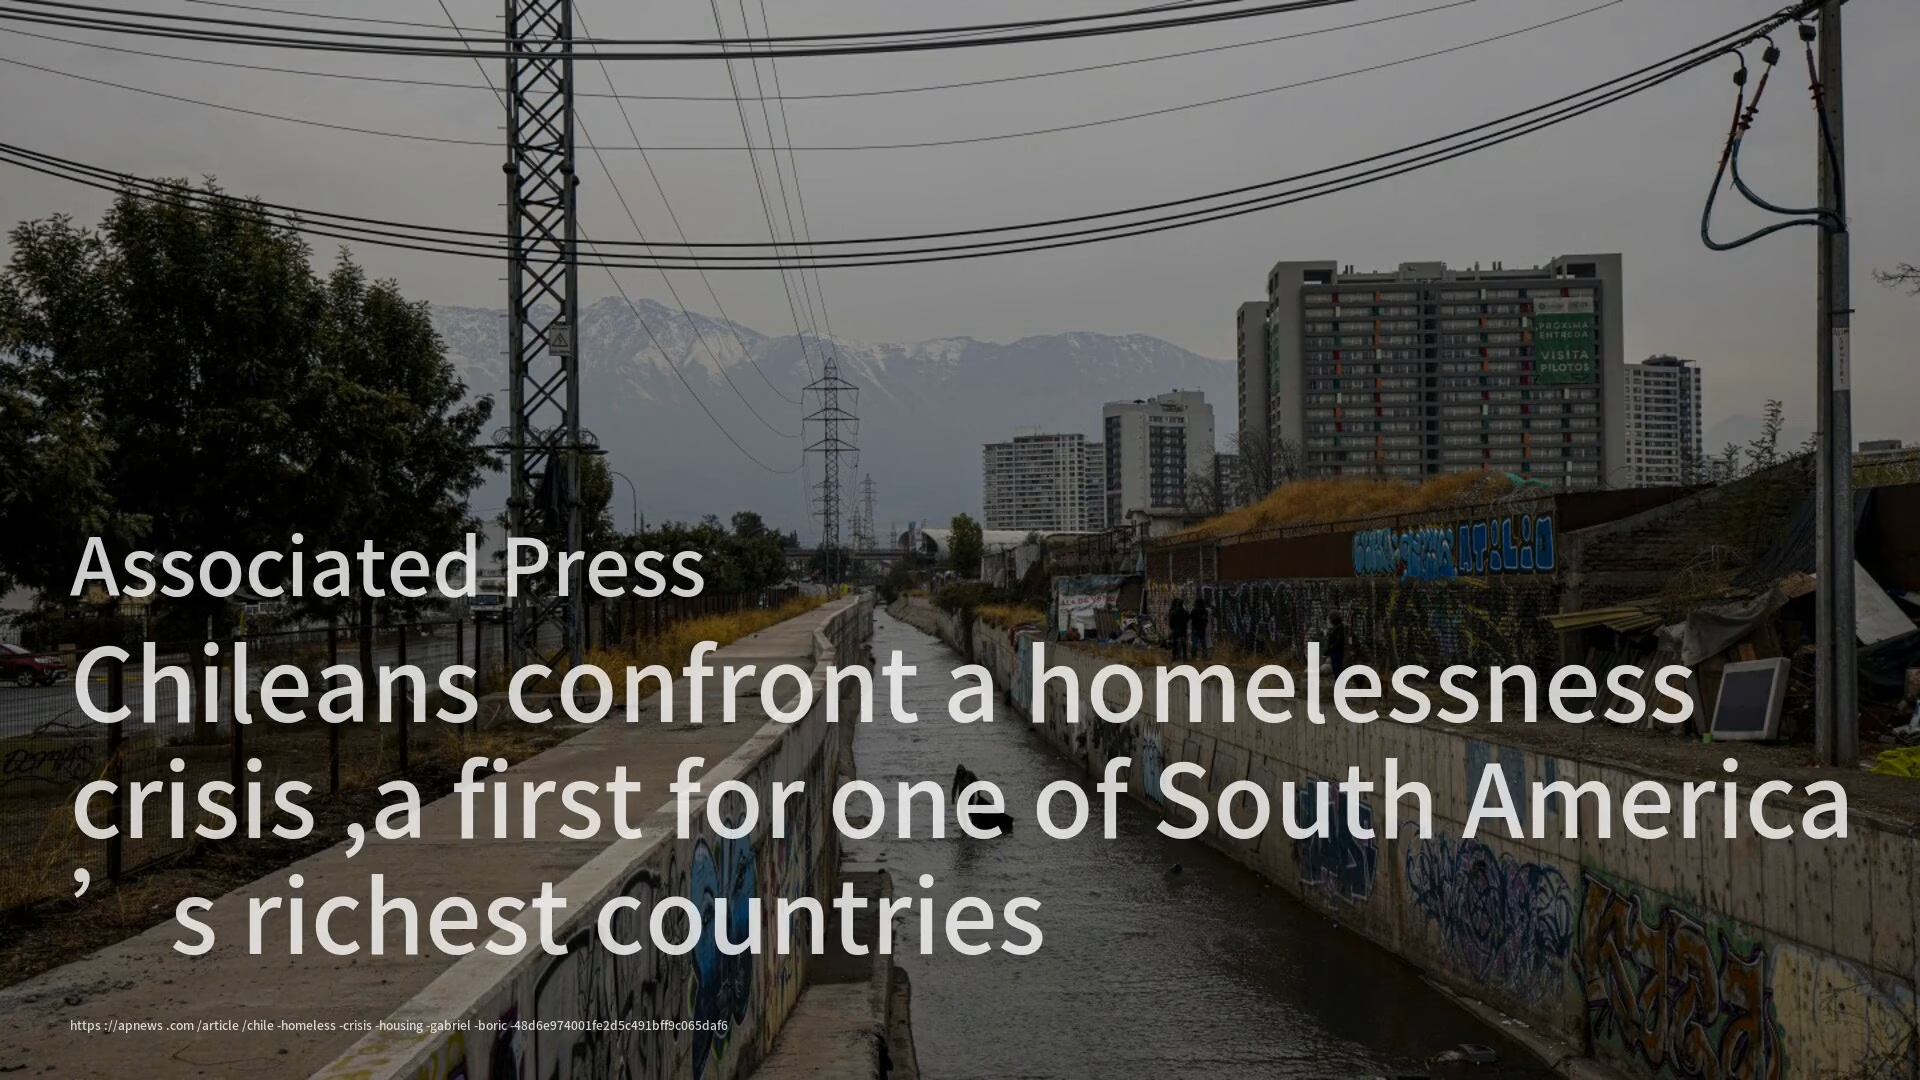 PRÓXIMA
ENTREGA
VISITA
PILOTOS
ATILIO
Associated Press
Chileans confront a homelessness
crisis ,a first for one of South America
’ s richest countries
https ://apnews .com /article /chile -homeless -crisis -housing -gabriel -boric -48d6e974001fe2d5c491bff9c065daf6